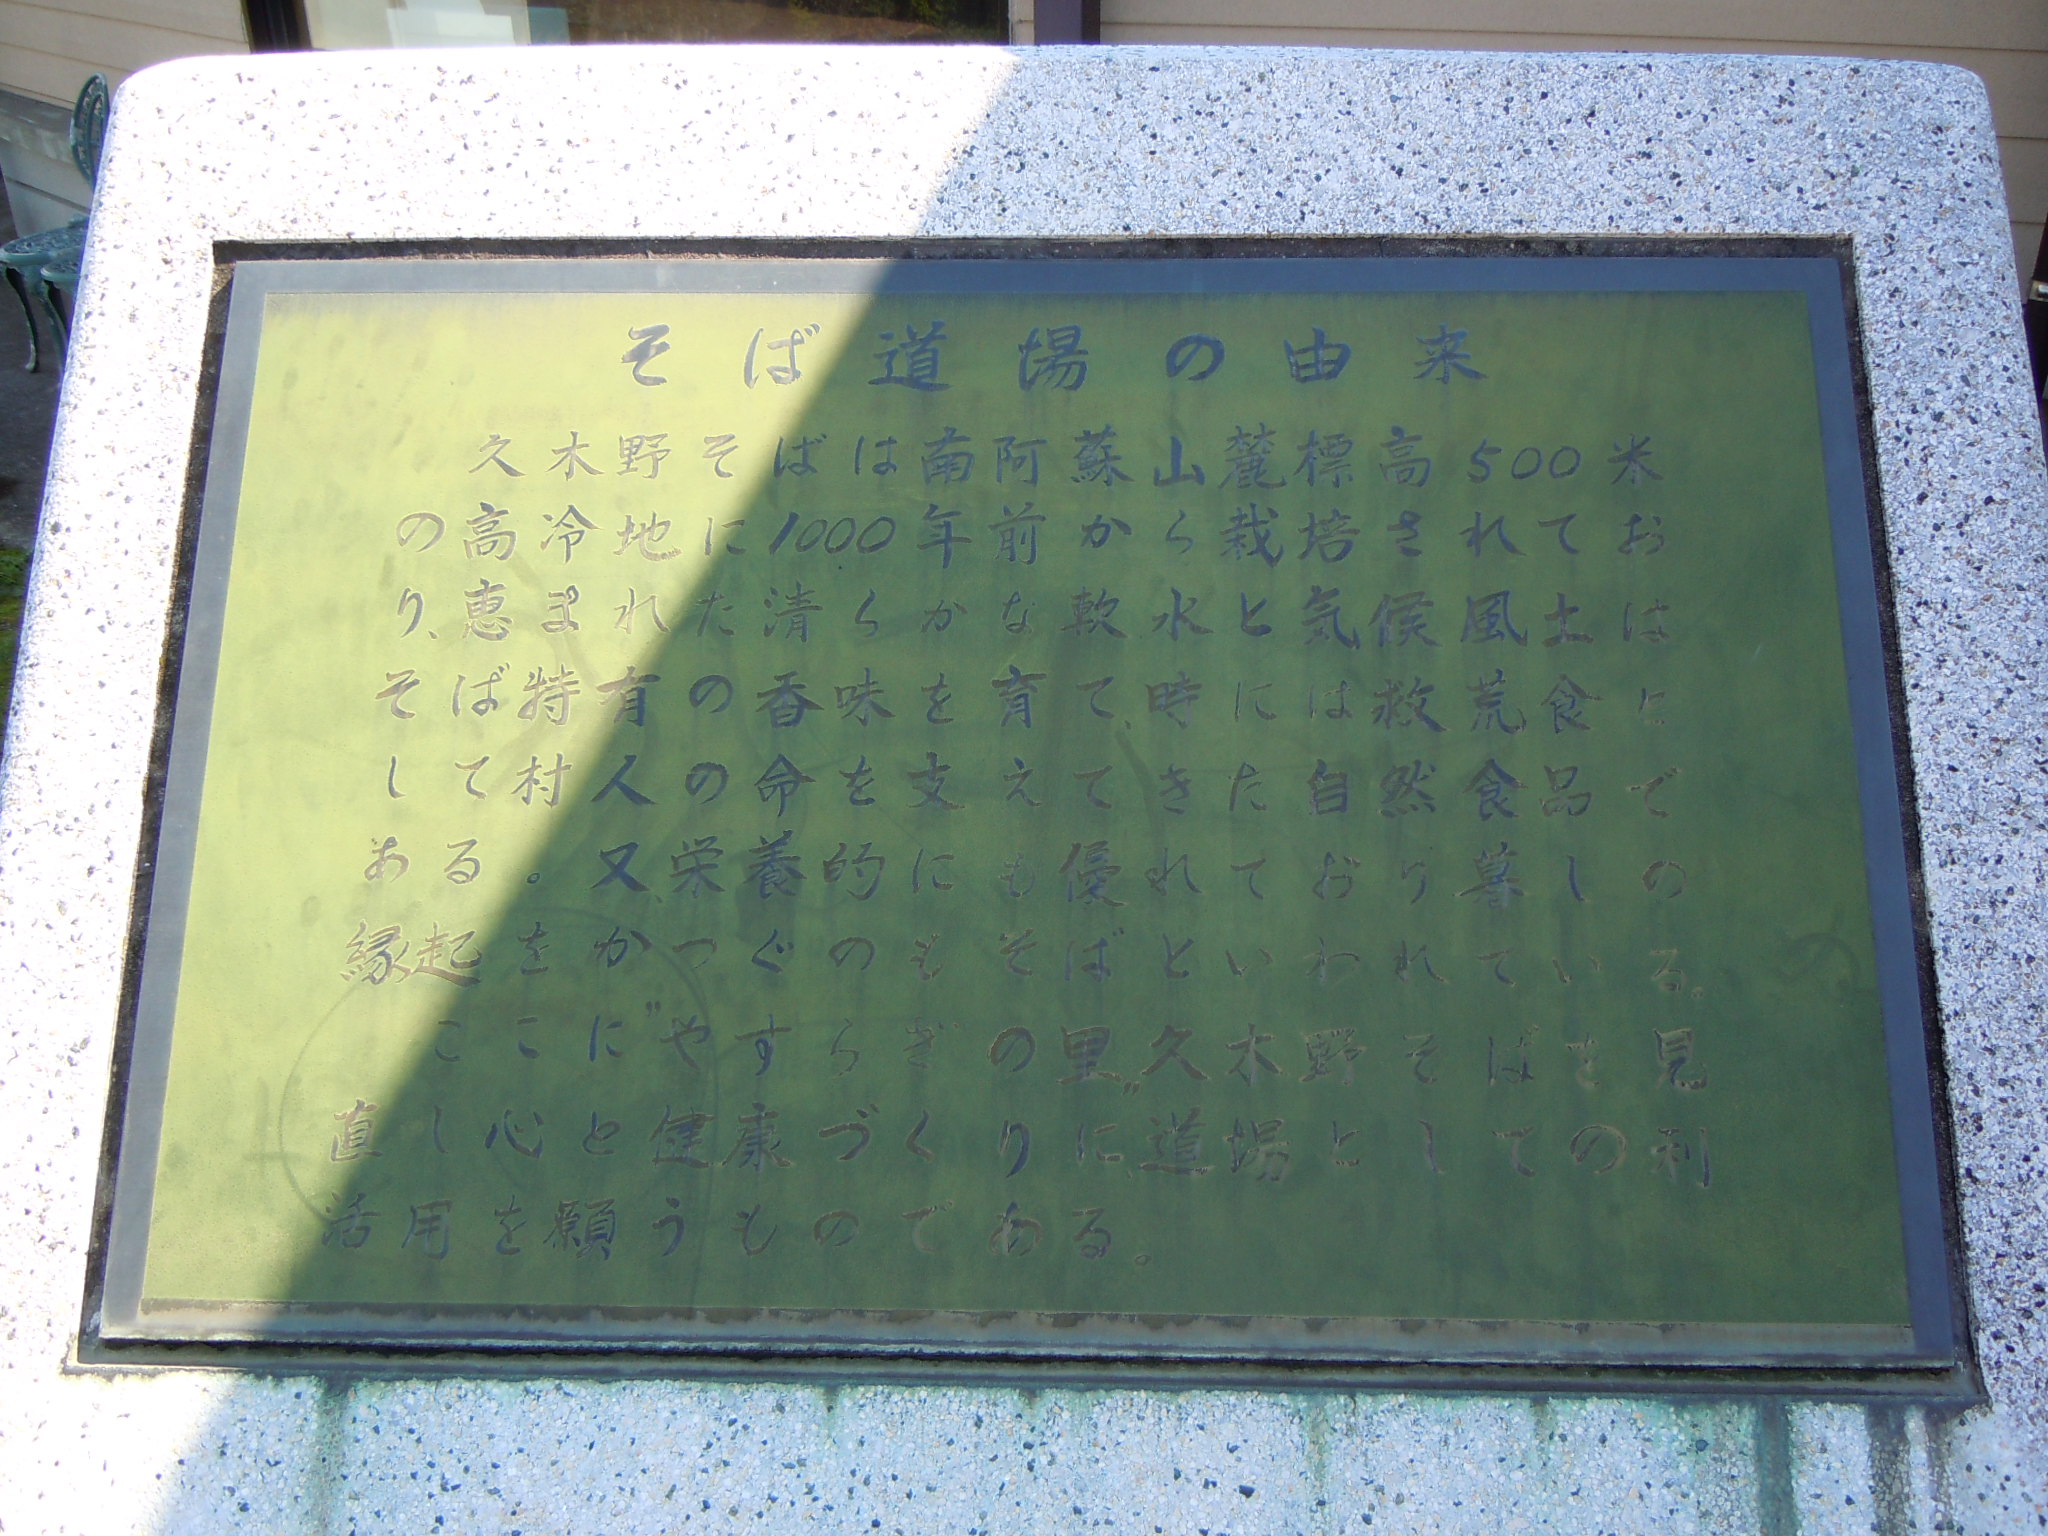 そば道場の由来
久木野そばは南阿蘇山麓標高500米
の高冷地に1000年前から栽培されてお
り、恵まれた清らかな軟水と気候風土は
そば特有の香味を育て、時には救荒食と
して村人の命を支えてきた自然食品で
ある。又、栄養的にも優れており暮しの
縁起をかつぐのもそばといわれている。
ここに"やすらぎの里"久木野そばを見
直し心と健康づくりに、道場としての利
活用を願うものである。